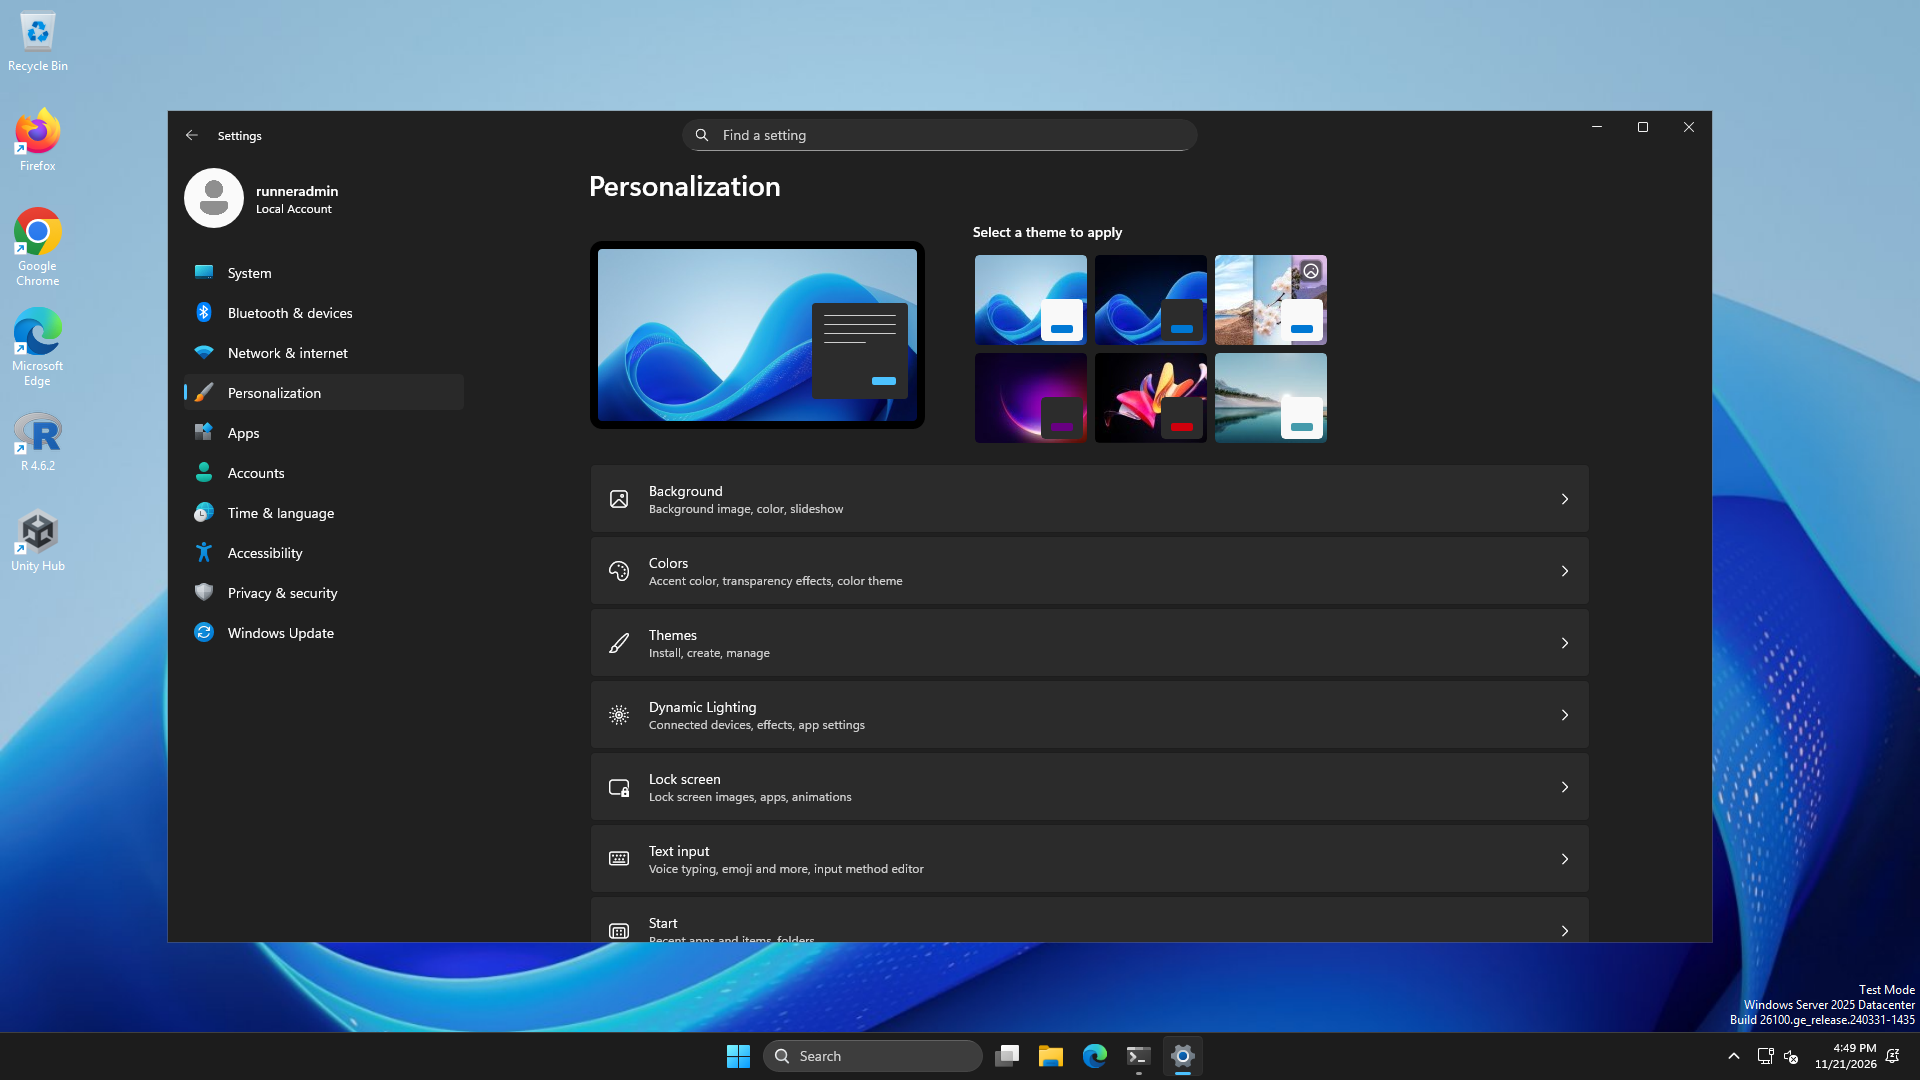 Recycle Bin
Firefox
Google
Chrome
Microsoft
Edge
R 4.6.2
Unity Hub
Settings
Find a setting
runneradmin
Local Account
System
Bluetooth & devices
Network & internet
Personalization
Apps
Accounts
Time & language
Accessibility
Privacy & security
Windows Update
Personalization
Select a theme to apply
Background
Background image, color, slideshow
Colors
Accent color, transparency effects, color theme
Themes
Install, create, manage
Dynamic Lighting
Connected devices, effects, app settings
Lock screen
Lock screen images, apps, animations
Text input
Voice typing, emoji and more, input method editor
Start
Recent apps and items, folders
Test Mode
Windows Server 2025 Datacenter
Build 26100.ge_release.240331-1435
Search
4:49 PM
11/21/2026